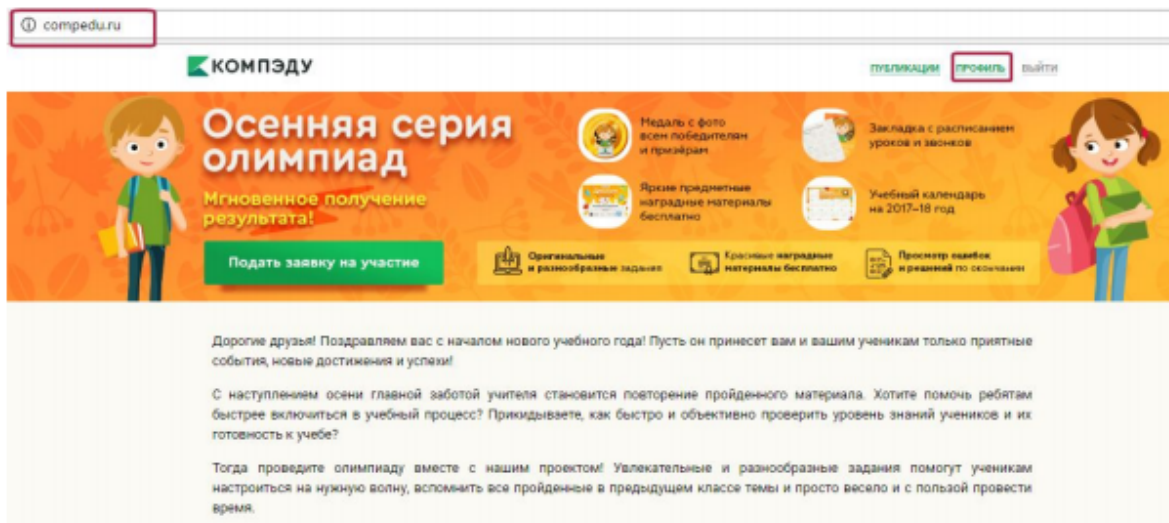 compedu.ru
КОМПЭДУ
ПУБЛИКАЦИИ ПРОФИЛЬ ВЫЙТИ
Осенняя серия
олимпиад
Мгновенное получение
результата!
Подать заявку на участие
Медаль с фото
всем победителям
и призёрам
Закладка с расписанием
уроков и звонков
Яркие предметные
наградные материалы
бесплатно
Учебный календарь
на 2017–18 год
Оригинальные
и разнообразные задания
Красивые наградные
материалы бесплатно
Просмотр ошибок
и решений по окончании
Дорогие друзья! Поздравляем вас с началом нового учебного года! Пусть он принесет вам и вашим ученикам только приятные
события, новые достижения и успехи!
С наступлением осени главной заботой учителя становится повторение пройденного материала. Хотите помочь ребятам
быстрее включиться в учебный процесс? Прикидываете, как быстро и объективно проверить уровень знаний учеников и их
готовность к учебе?
Тогда проведите олимпиаду вместе с нашим проектом! Увлекательные и разнообразные задания помогут ученикам
настроиться на нужную волну, вспомнить все пройденные в предыдущем классе темы и просто весело и с пользой провести
время.